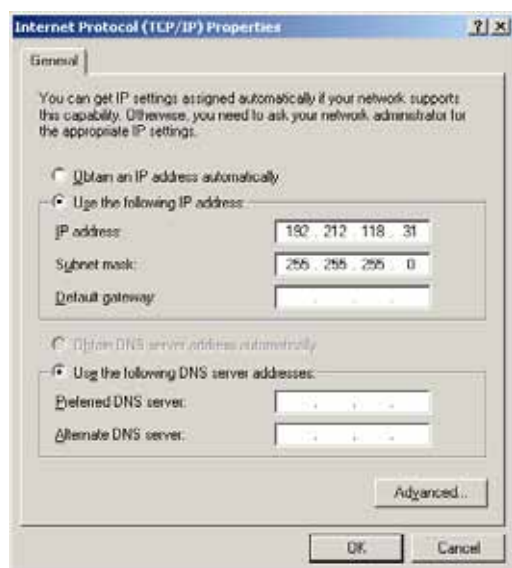 Internet Protocol (TCP/IP) Properties
General
You can get IP settings assigned automatically if your network supports
this capability. Otherwise, you need to ask your network administrator for
the appropriate IP settings.
Obtain an IP address automatically
Use the following IP address:
IP address: 192 . 212 . 118 . 31
Subnet mask: 255 . 255 . 255 . 0
Default gateway: . . .
Obtain DNS server address automatically
Use the following DNS server addresses:
Preferred DNS server: . . .
Alternate DNS server: . . .
Advanced...
OK Cancel